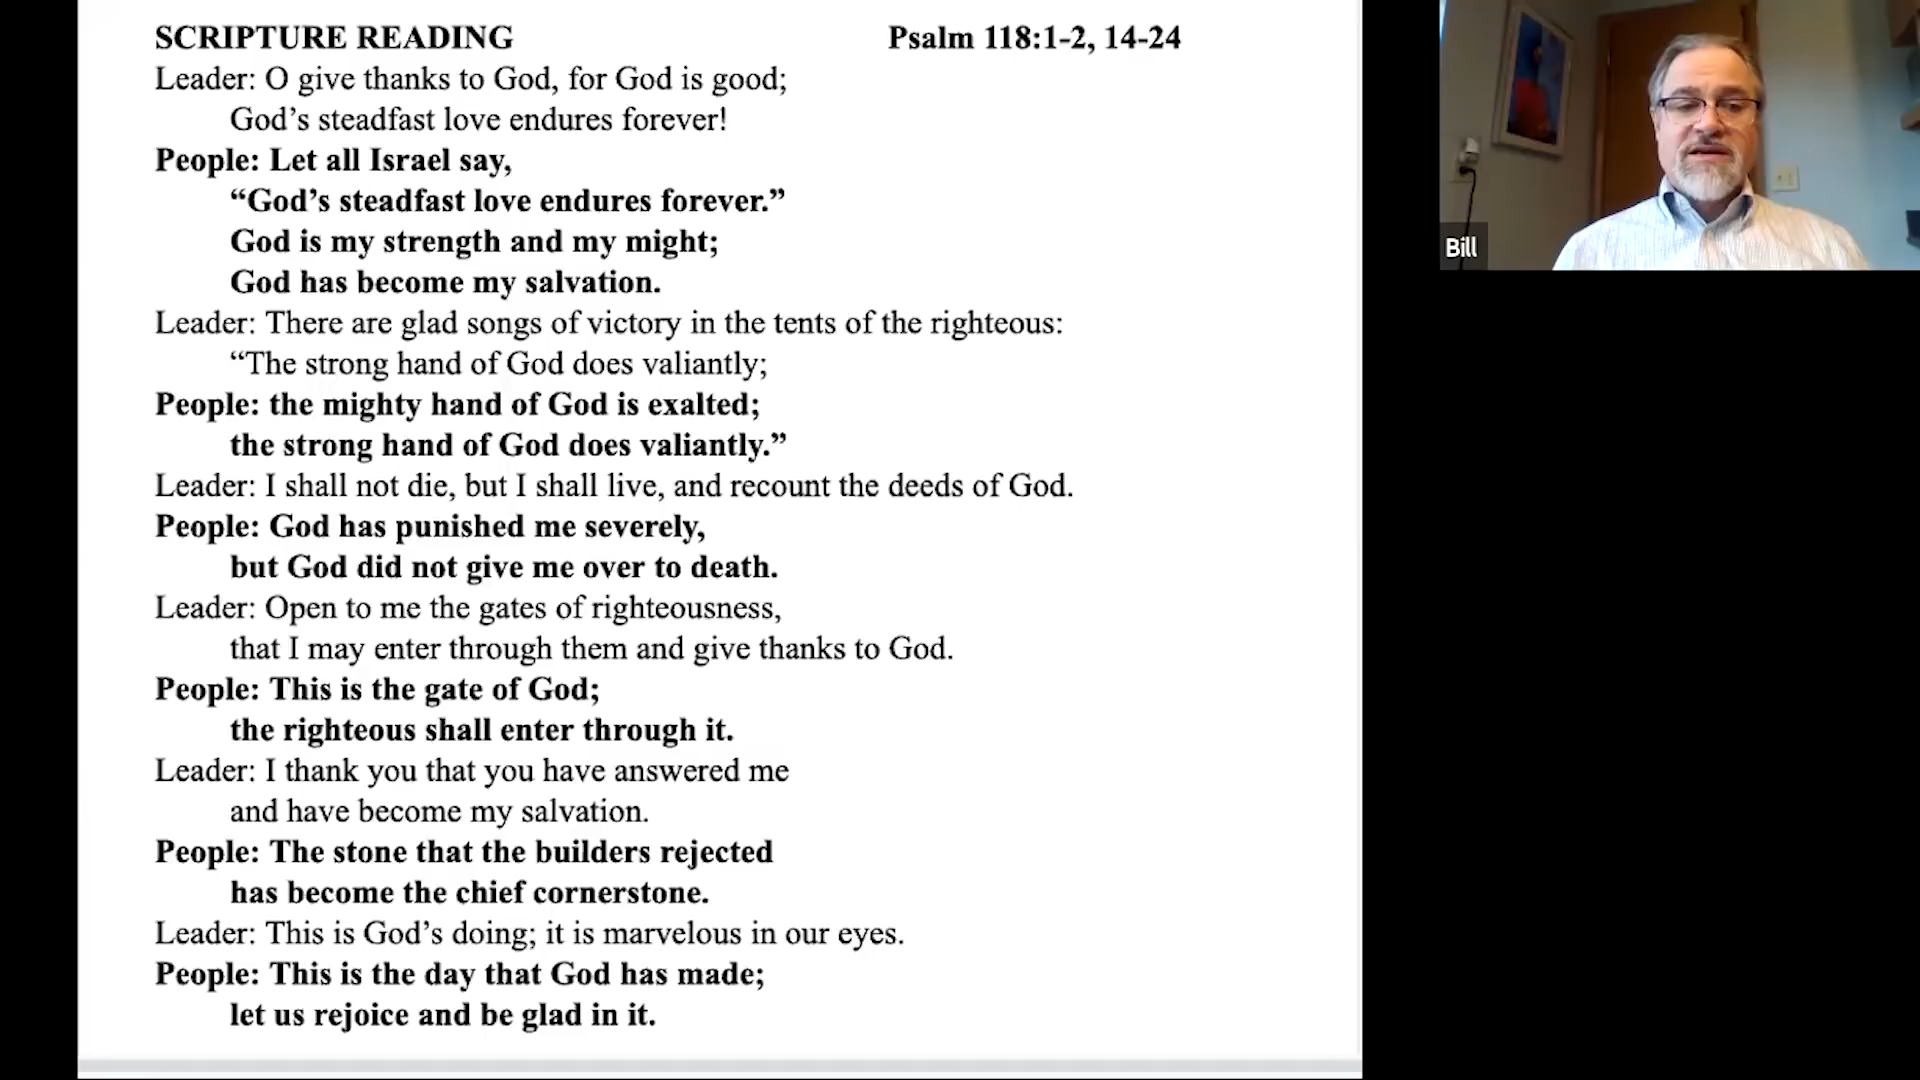 SCRIPTURE READING Psalm 118:1-2, 14-24
Leader: O give thanks to God, for God is good;
God’s steadfast love endures forever!
People: Let all Israel say,
“God’s steadfast love endures forever.”
God is my strength and my might;
God has become my salvation.
Leader: There are glad songs of victory in the tents of the righteous:
“The strong hand of God does valiantly;
People: the mighty hand of God is exalted;
the strong hand of God does valiantly.”
Leader: I shall not die, but I shall live, and recount the deeds of God.
People: God has punished me severely,
but God did not give me over to death.
Leader: Open to me the gates of righteousness,
that I may enter through them and give thanks to God.
People: This is the gate of God;
the righteous shall enter through it.
Leader: I thank you that you have answered me
and have become my salvation.
People: The stone that the builders rejected
has become the chief cornerstone.
Leader: This is God’s doing; it is marvelous in our eyes.
People: This is the day that God has made;
let us rejoice and be glad in it.
Bill